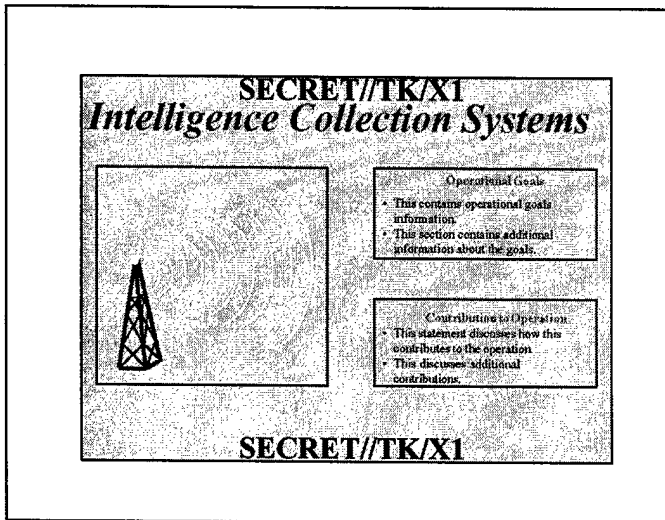 SECRET//TK/X1
Intelligence Collection Systems
Operational Goals
• This contains operational goals
information.
• This section contains additional
information about the goals.
Contribution to Operation
• This statement discusses how this
contributes to the operation
• This discusses additional
contributions.
SECRET//TK/X1